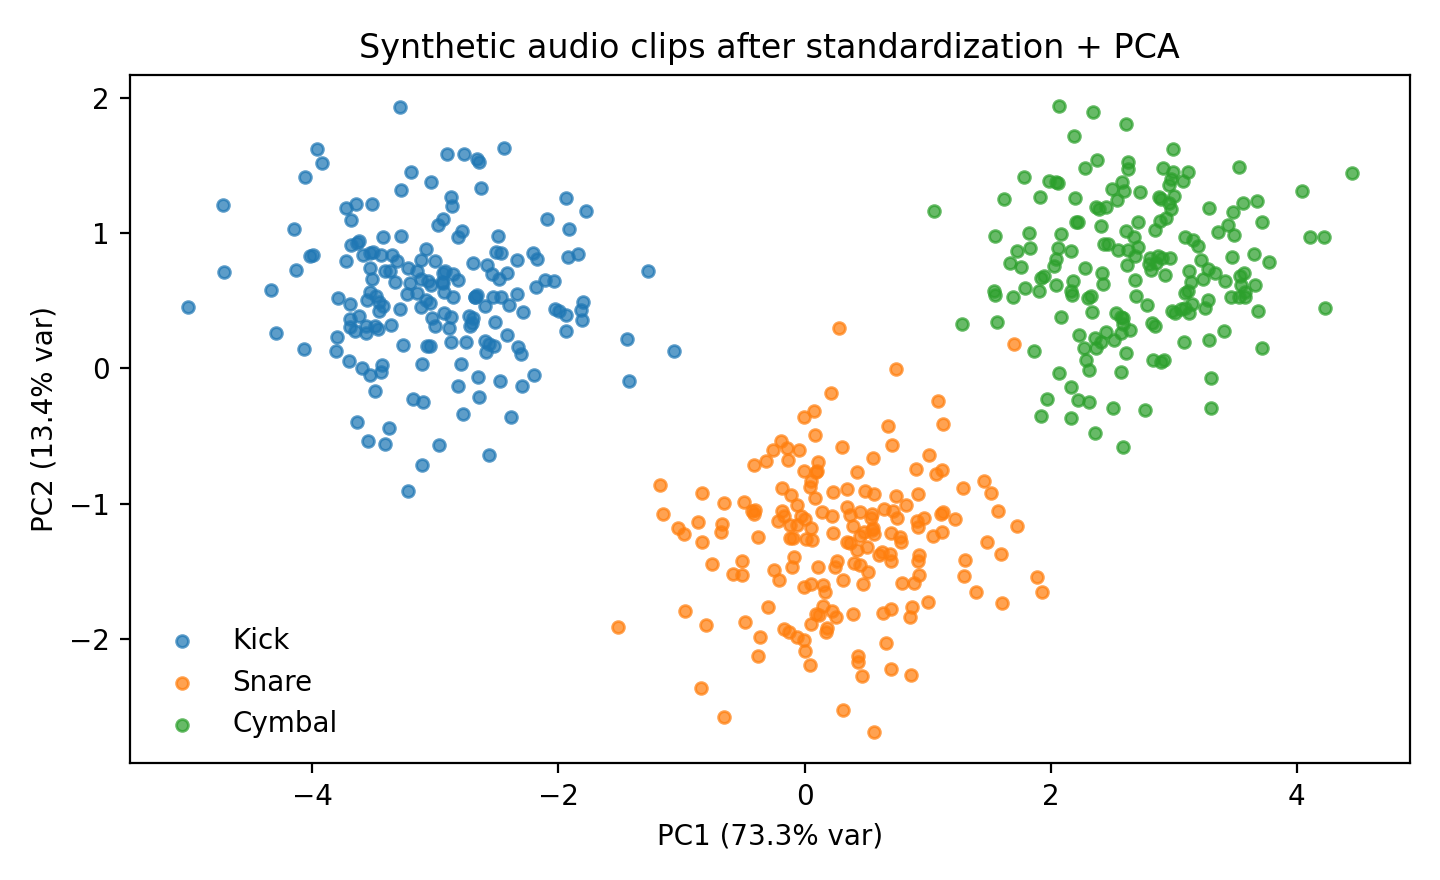 Synthetic audio clips after standardization + PCA
2
1
0
−1
−2
PC2 (13.4% var)
Kick
Snare
Cymbal
−4
−2
0
2
4
PC1 (73.3% var)